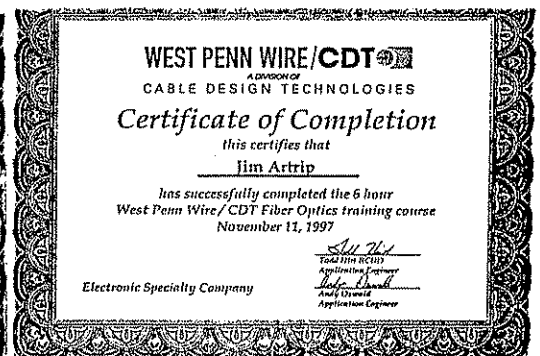 WEST PENN WIRE/CDT
A DIVISION OF
CABLE DESIGN TECHNOLOGIES
Certificate of Completion
this certifies that
Jim Artrip
has successfully completed the 6 hour
West Penn Wire/CDT Fiber Optics training course
November 11, 1997
Todd RCDD
Application Engineer
Electronic Specialty Company
Andy Oswald
Application Engineer